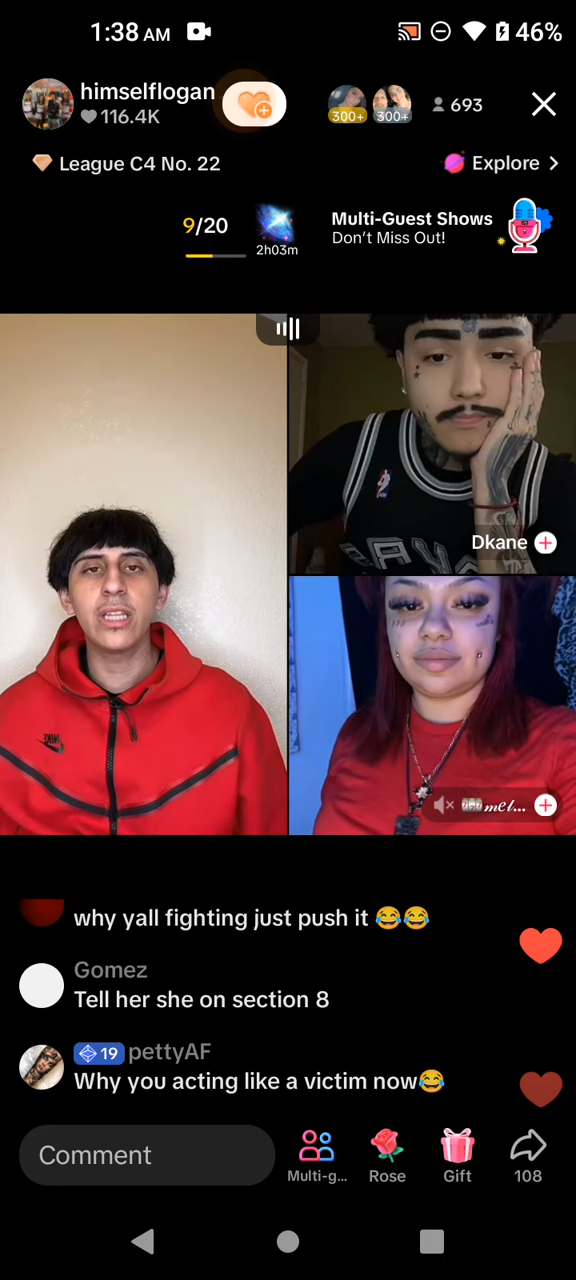 1:38 AM
46%
himselflogan
116.4K
300+
300+
693
League C4 No. 22
Explore >
9/20
2h03m
Multi-Guest Shows
Don't Miss Out!
Dkane
mel...
why yall fighting just push it 😂😂
Gomez
Tell her she on section 8
19 pettyAF
Why you acting like a victim now😂
Comment
Multi-g...
Rose
Gift
108